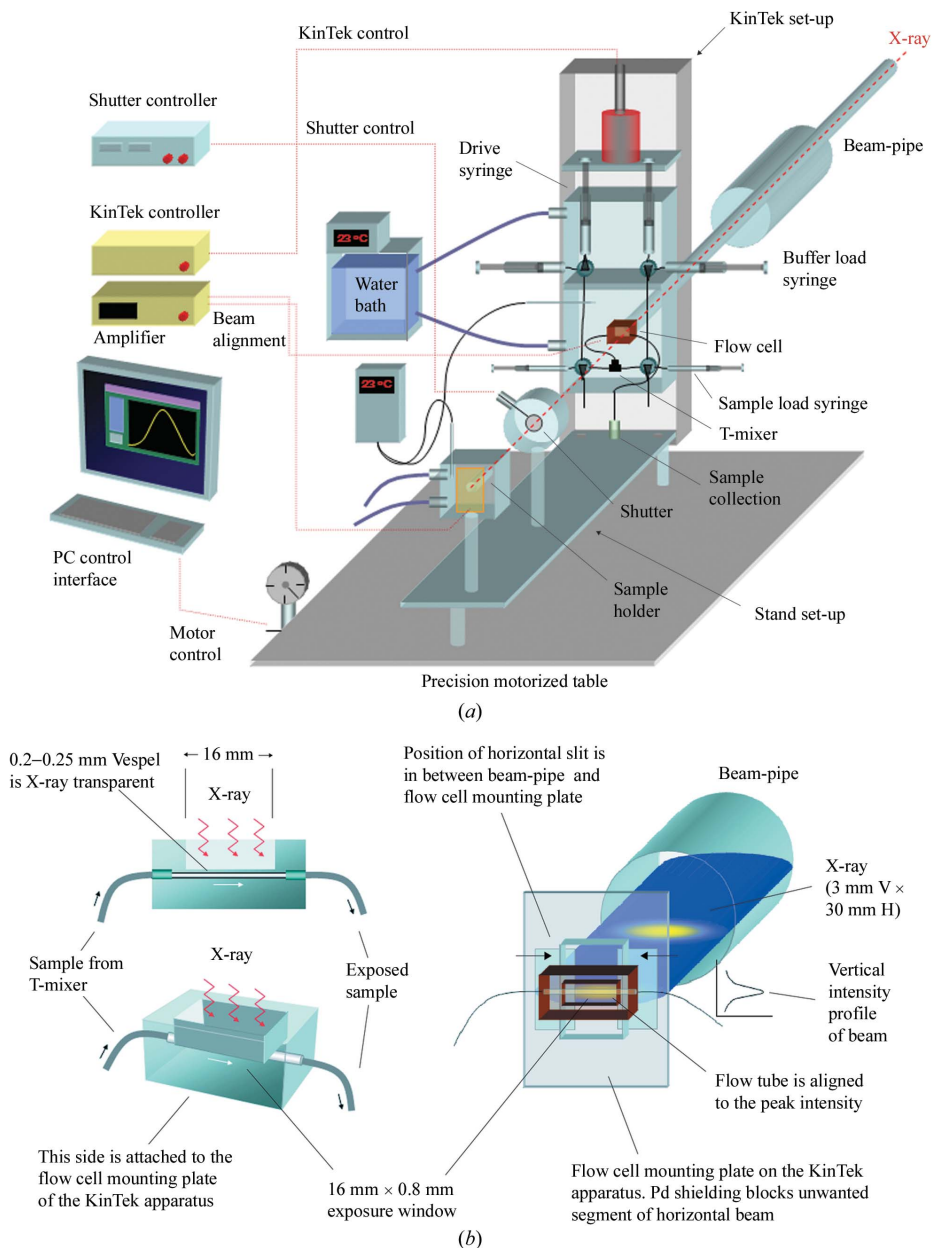 KinTek set-up
KinTek control
X-ray
Shutter controller
Shutter control
Drive
syringe
Beam-pipe
KinTek controller
23 °C
Water
bath
Buffer load
syringe
Amplifier
Beam
alignment
Flow cell
23 °C
Sample load syringe
T-mixer
Sample
collection
Shutter
PC control
interface
Sample
holder
Stand set-up
Motor
control
Precision motorized table
(a)
0.2–0.25 mm Vespel
is X-ray transparent
16 mm
X-ray
Position of horizontal slit is
in between beam-pipe and
flow cell mounting plate
Beam-pipe
X-ray
(3 mm V ×
30 mm H)
Sample from
T-mixer
X-ray
Exposed
sample
Vertical
intensity
profile
of beam
Flow tube is aligned
to the peak intensity
This side is attached to the
flow cell mounting plate
of the KinTek apparatus
16 mm × 0.8 mm
exposure window
Flow cell mounting plate on the KinTek
apparatus. Pd shielding blocks unwanted
segment of horizontal beam
(b)